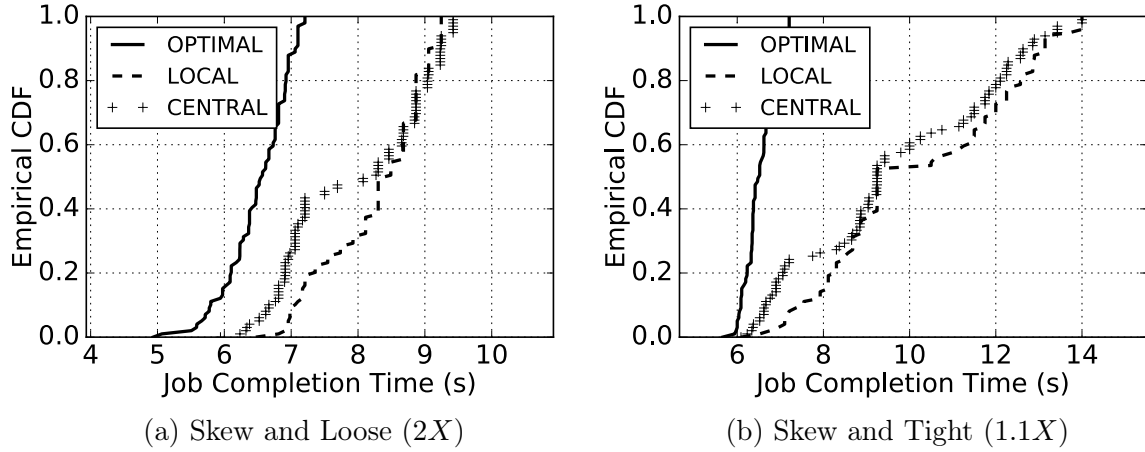 1.0
0.8
0.6
0.4
0.2
0.0
Empirical CDF
OPTIMAL
LOCAL
CENTRAL
4 5 6 7 8 9 10
Job Completion Time (s)
(a) Skew and Loose (2X)
1.0
0.8
0.6
0.4
0.2
0.0
Empirical CDF
OPTIMAL
LOCAL
CENTRAL
6 8 10 12 14
Job Completion Time (s)
(b) Skew and Tight (1.1X)